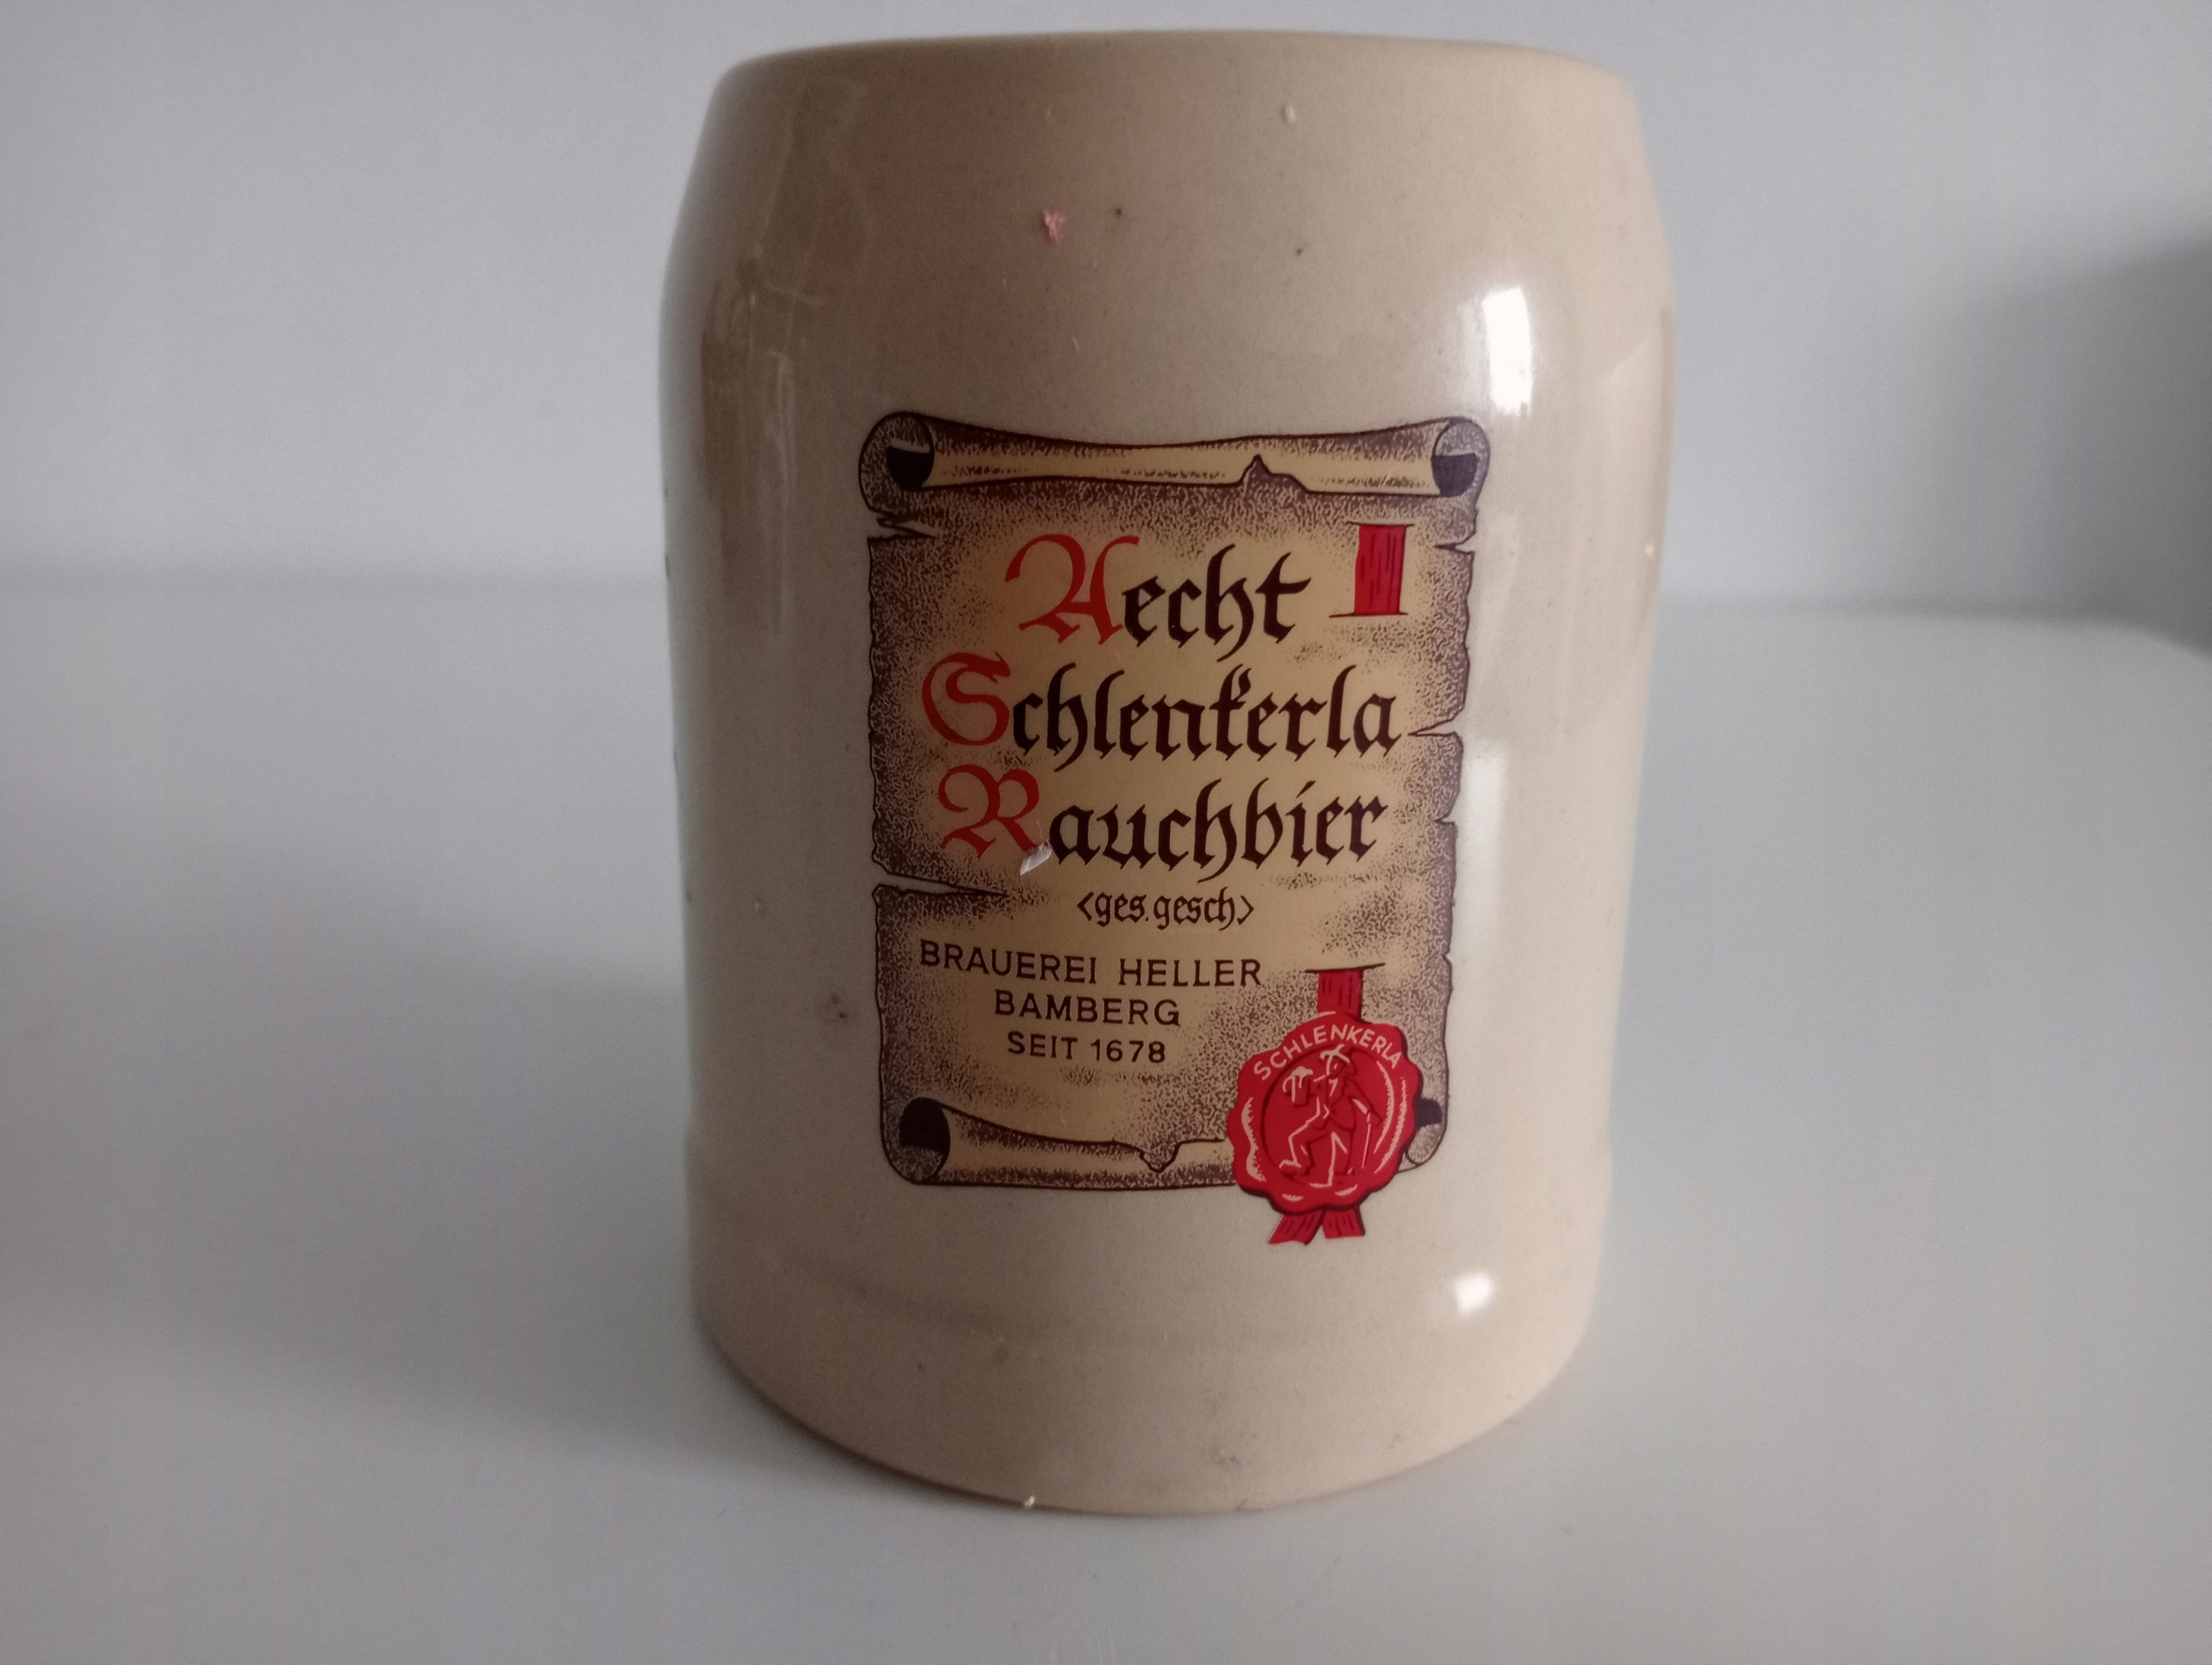 Aecht
Schlenkerla
Rauchbier
<ges.gesch>
BRAUEREI HELLER
BAMBERG
SEIT 1678
SCHLENKERLA